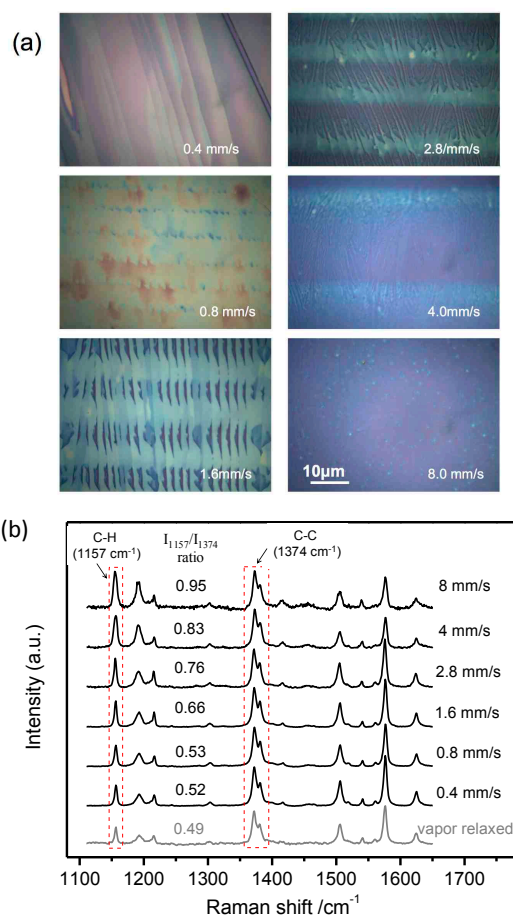 (a)
0.4 mm/s
2.8/mm/s
0.8 mm/s
4.0mm/s
1.6mm/s
10μm
8.0 mm/s
(b)
C-H
(1157 cm⁻¹)
I₁₁₅₇/I₁₃₇₄
ratio
C-C
(1374 cm⁻¹)
0.95
8 mm/s
0.83
4 mm/s
0.76
2.8 mm/s
0.66
1.6 mm/s
0.53
0.8 mm/s
0.52
0.4 mm/s
0.49
vapor relaxed
Intensity (a.u.)
1100 1200 1300 1400 1500 1600 1700
Raman shift /cm⁻¹